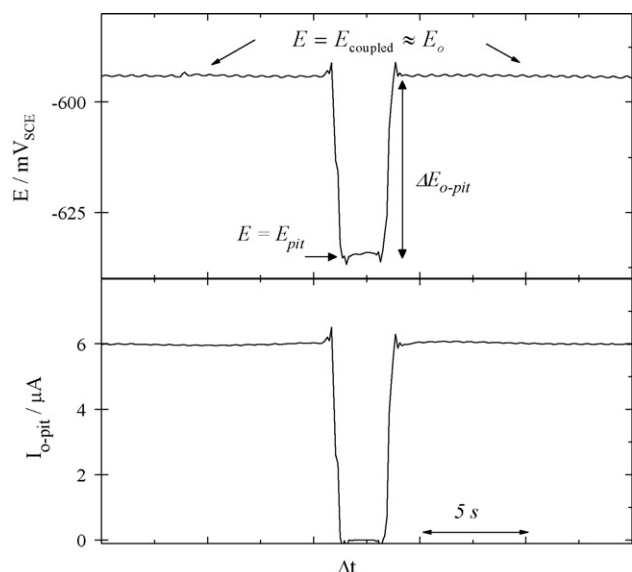 E = E_coupled ≈ E_o
-600
E / mV_SCE
ΔE_o-pit
-625
E = E_pit
6
I_o-pit / μA
4
2
5 s
0
Δt